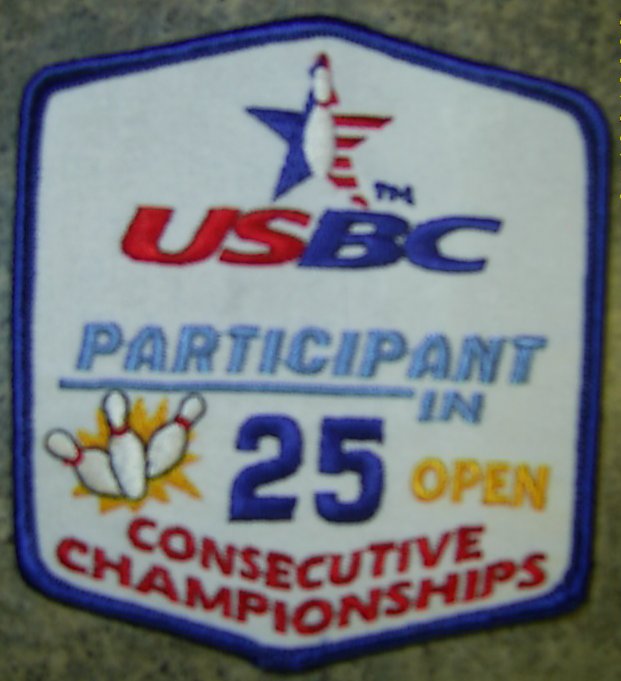 TM
USBC
PARTICIPANT
IN
25 OPEN
CONSECUTIVE
CHAMPIONSHIPS